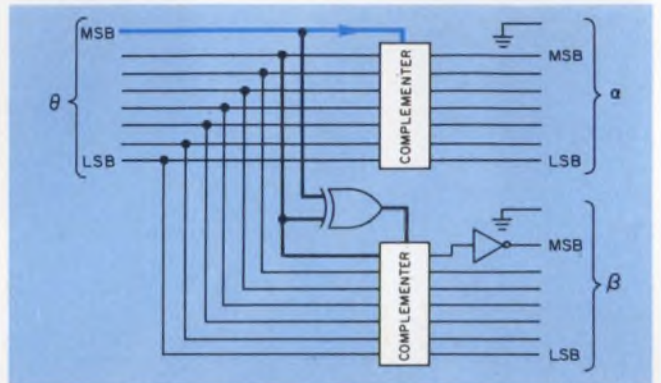 MSB
θ
LSB
COMPLEMENTER
MSB
α
LSB
COMPLEMENTER
MSB
β
LSB